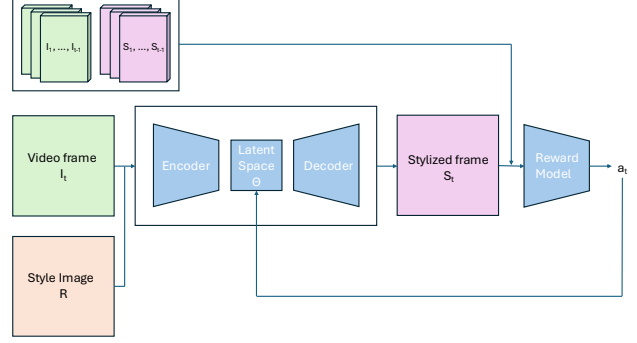 I₁, …, Iₜ₋₁
S₁, …, Sₜ₋₁
Video frame
Iₜ
Encoder
Latent
Space
Θ
Decoder
Stylized frame
Sₜ
Reward
Model
aₜ
Style Image
R